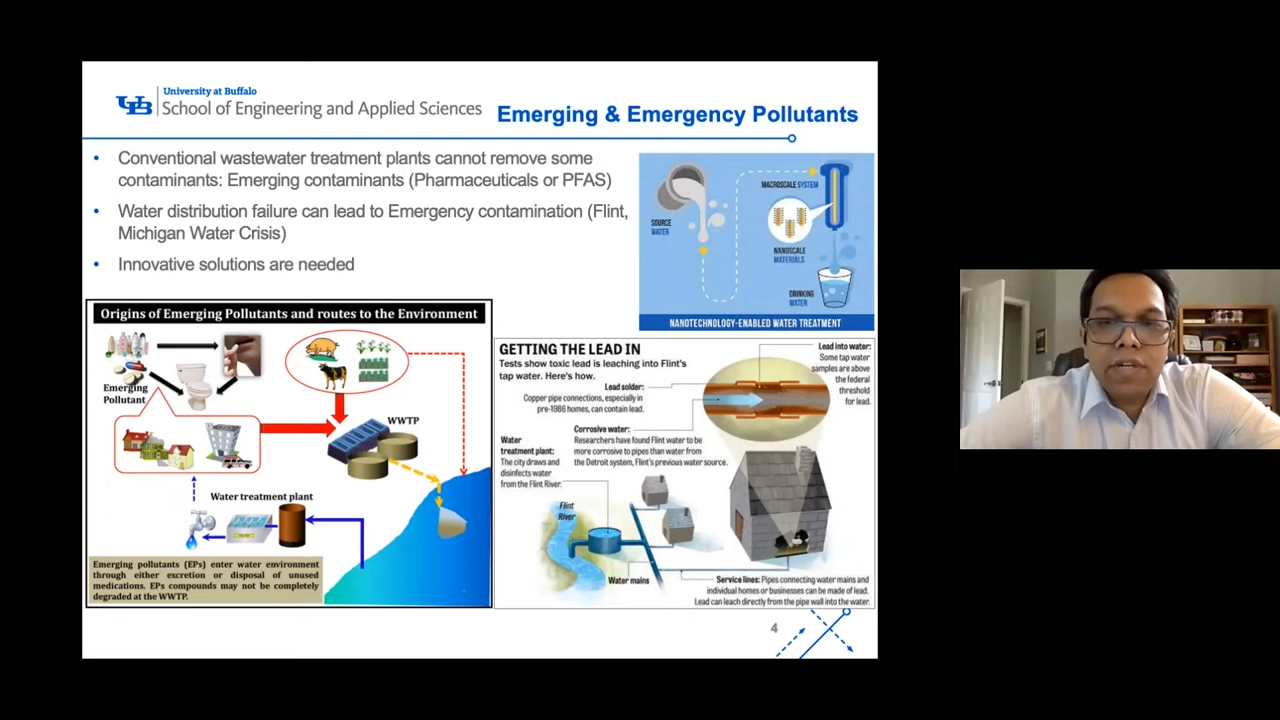 UB
University at Buffalo
School of Engineering and Applied Sciences
Emerging & Emergency Pollutants
• Conventional wastewater treatment plants cannot remove some
contaminants: Emerging contaminants (Pharmaceuticals or PFAS)
• Water distribution failure can lead to Emergency contamination (Flint,
Michigan Water Crisis)
• Innovative solutions are needed
SOURCE
WATER
MACROSCALE SYSTEM
NANOSCALE
MATERIALS
DRINKING
WATER
NANOTECHNOLOGY-ENABLED WATER TREATMENT
Origins of Emerging Pollutants and routes to the Environment
Emerging
Pollutant
WWTP
Water treatment plant
Emerging pollutants (EPs) enter water environment
through either excretion or disposal of unused
medications. EPs compounds may not be completely
degraded at the WWTP.
GETTING THE LEAD IN
Tests show toxic lead is leaching into Flint's
tap water. Here's how.
Lead solder:
Copper pipe connections, especially in
pre-1986 homes, can contain lead.
Lead into water:
Some tap water
samples are above
the federal
threshold
for lead.
Corrosive water:
Researchers have found Flint water to be
more corrosive to pipes than water from
the Detroit system, Flint's previous water source.
Water
treatment plant:
The city draws and
disinfects water
from the Flint River.
Flint
River
Water mains
Service lines: Pipes connecting water mains and
individual homes or businesses can be made of lead.
Lead can leach directly from the pipe wall into the water.
4